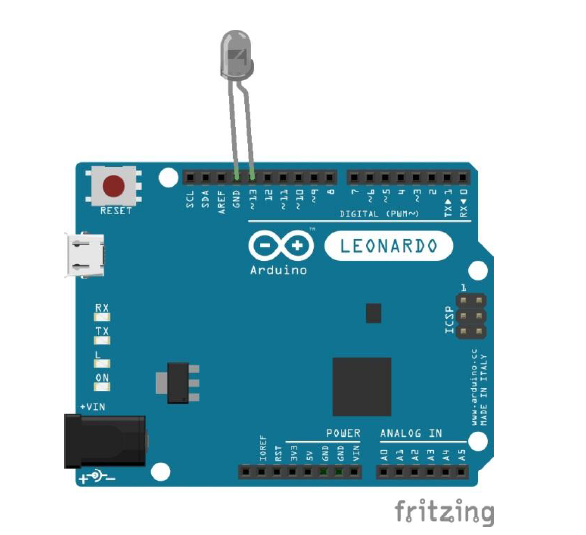 SCL
SDA
AREF
GND
~13
12
~11
~10
~9
8
7
~6
~5
4
~3
2
TX▶1
RX◀0
RESET
DIGITAL (PWM~)
Arduino™
LEONARDO
1
ICSP
RX
TX
L
ON
www.arduino.cc
MADE IN ITALY
+VIN
POWER
ANALOG IN
IOREF
RST
3V3
5V
GND
GND
VIN
A0
A1
A2
A3
A4
A5
fritzing